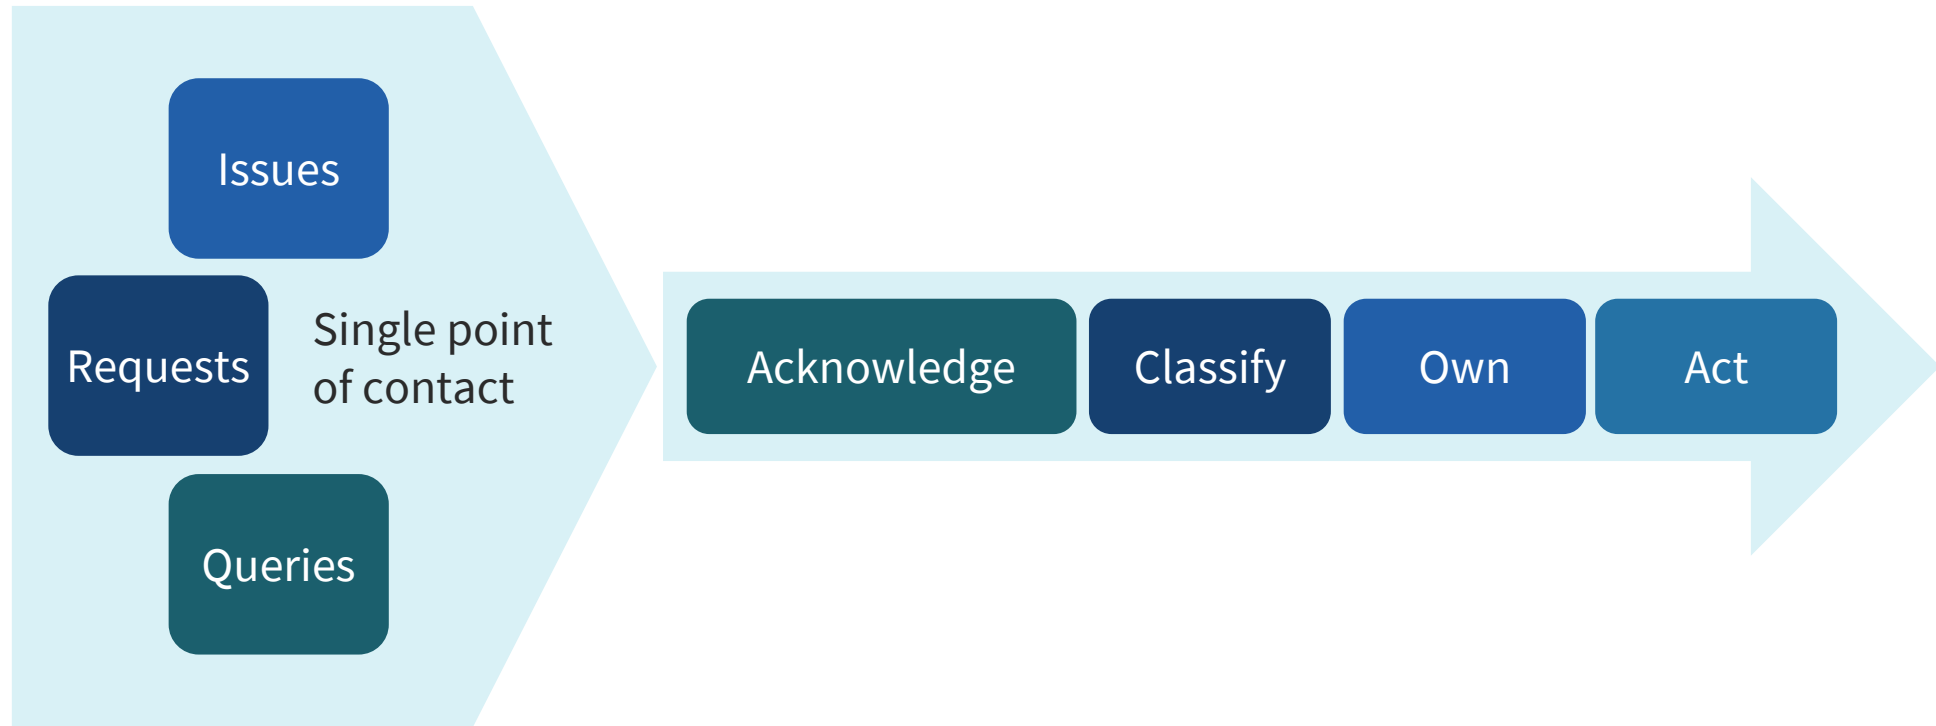 Issues
Requests
Single point
of contact
Queries
Acknowledge
Classify
Own
Act